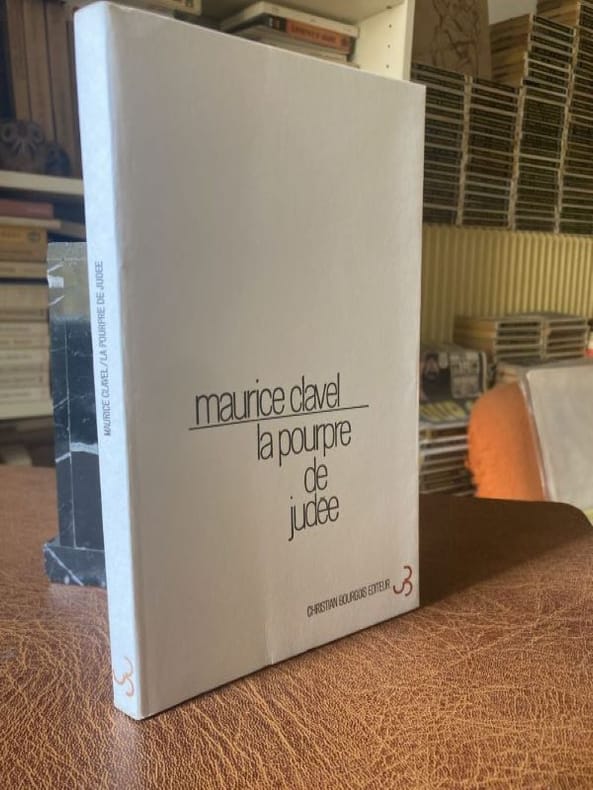 MAURICE CLAVEL/LA POURPRE DE JUDEE
maurice clavel
la pourpre
de
judée
CHRISTIAN BOURGOIS EDITEUR